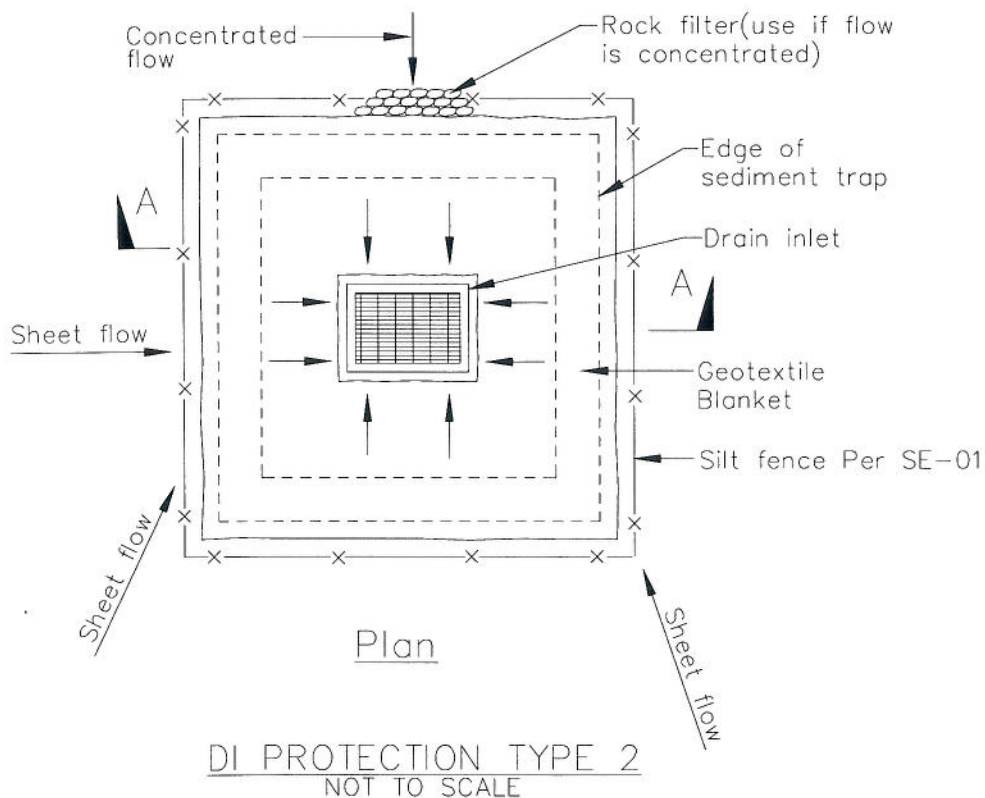 Concentrated
flow
Rock filter(use if flow
is concentrated)
Edge of
sediment trap
A
Drain inlet
A
Sheet flow
Geotextile
Blanket
Silt fence Per SE-01
Sheet flow
Sheet flow
Plan
DI PROTECTION TYPE 2
NOT TO SCALE